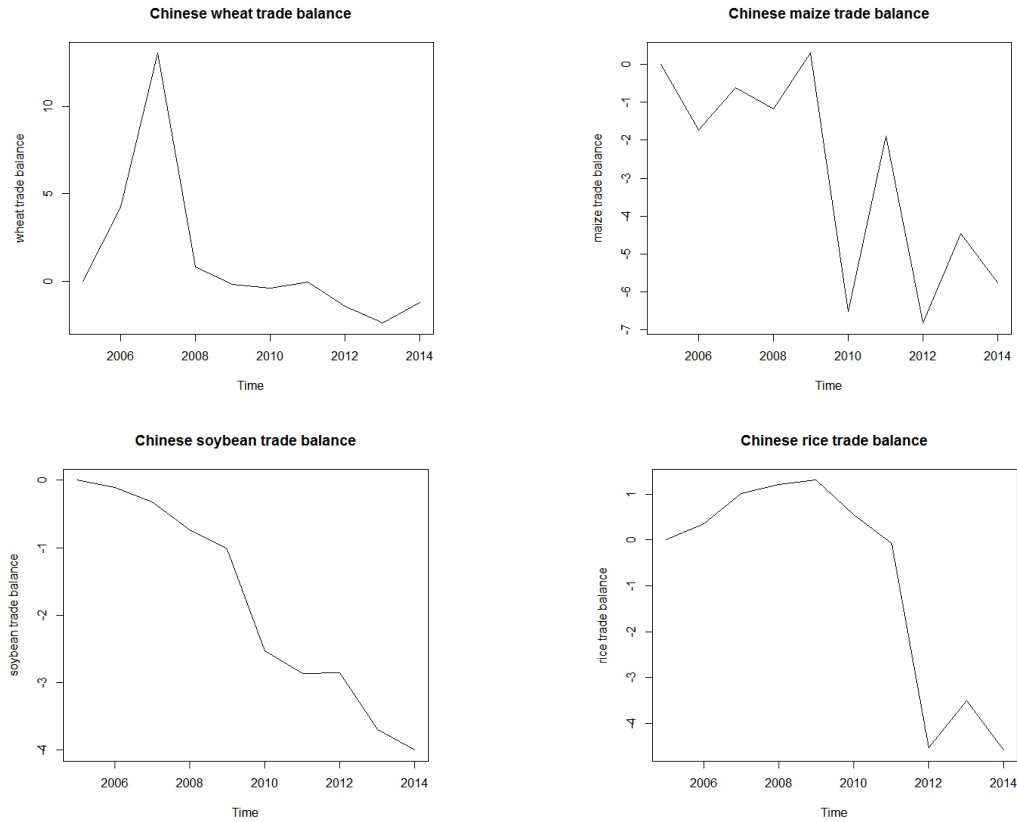 Chinese wheat trade balance
wheat trade balance
10
5
0
2006 2008 2010 2012 2014
Time
Chinese maize trade balance
maize trade balance
0
-1
-2
-3
-4
-5
-6
-7
2006 2008 2010 2012 2014
Time
Chinese soybean trade balance
soybean trade balance
0
-1
-2
-3
-4
2006 2008 2010 2012 2014
Time
Chinese rice trade balance
rice trade balance
1
0
-1
-2
-3
-4
2006 2008 2010 2012 2014
Time